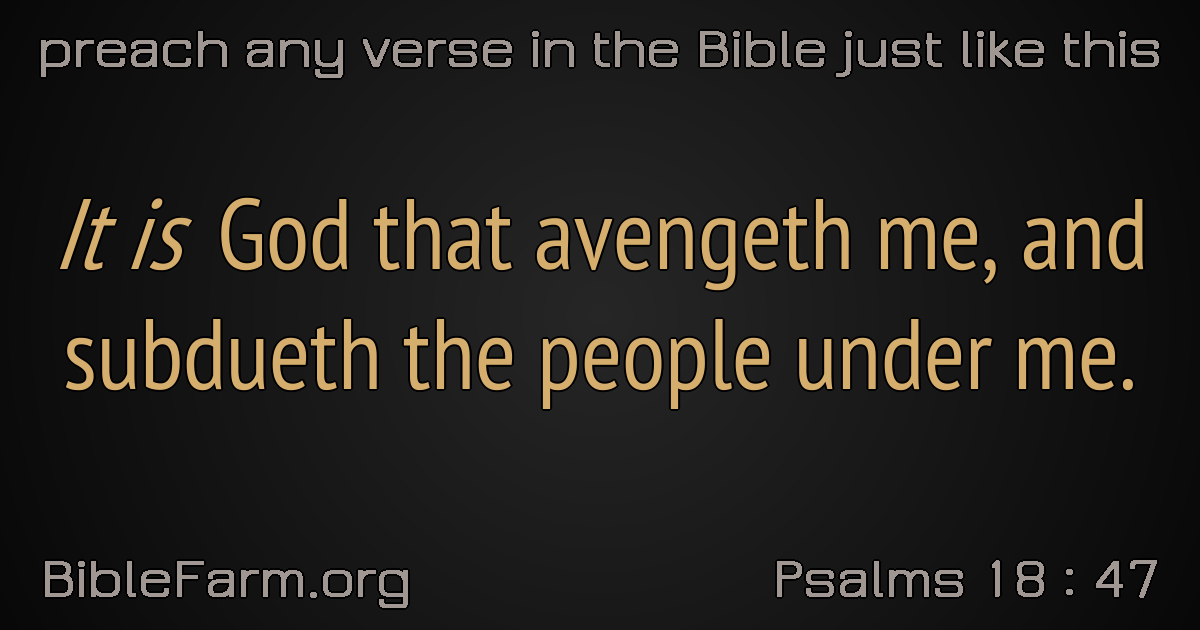 preach any verse in the Bible just like this
It is God that avengeth me, and
subdueth the people under me.
BibleFarm.org
Psalms 18 : 47